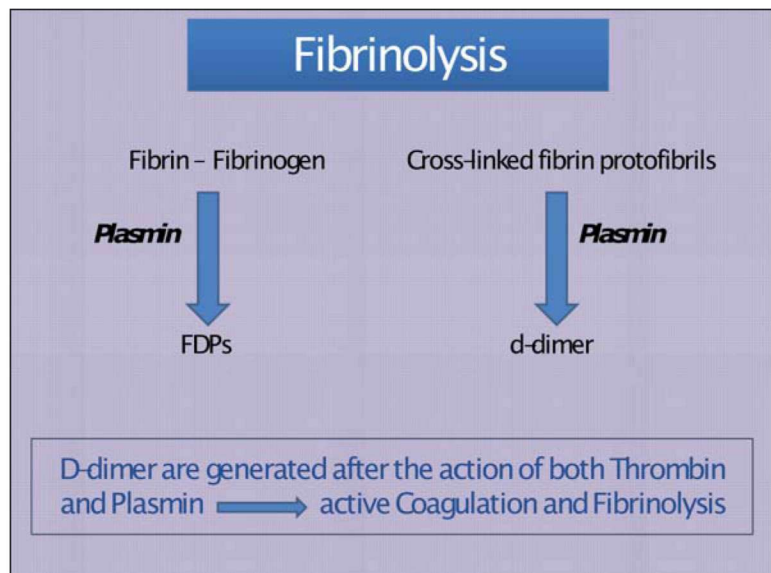 Fibrinolysis
Fibrin – Fibrinogen
Cross-linked fibrin protofibrils
Plasmin
Plasmin
FDPs
d-dimer
D-dimer are generated after the action of both Thrombin
and Plasmin active Coagulation and Fibrinolysis